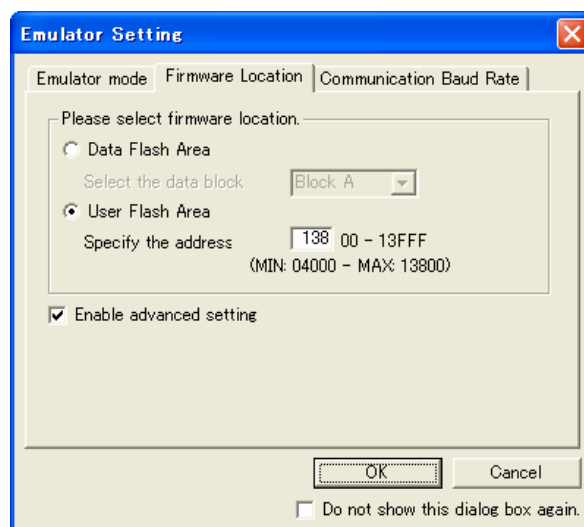 Emulator Setting
Emulator mode Firmware Location Communication Baud Rate
Please select firmware location.
Data Flash Area
Select the data block Block A
User Flash Area
Specify the address 138 00 - 13FFF
(MIN: 04000 - MAX: 13800)
Enable advanced setting
OK Cancel
Do not show this dialog box again.